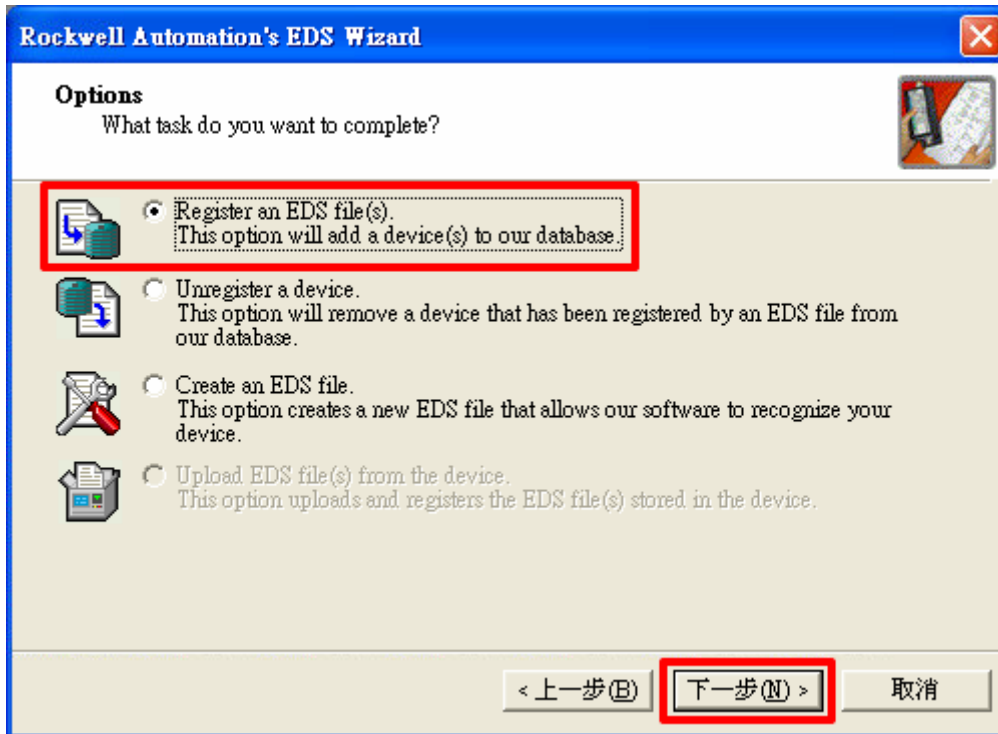 Rockwell Automation's EDS Wizard
Options
What task do you want to complete?
Register an EDS file(s).
This option will add a device(s) to our database.
Unregister a device.
This option will remove a device that has been registered by an EDS file from
our database.
Create an EDS file.
This option creates a new EDS file that allows our software to recognize your
device.
Upload EDS file(s) from the device.
This option uploads and registers the EDS file(s) stored in the device.
<上一步(B) 下一步(N)> 取消